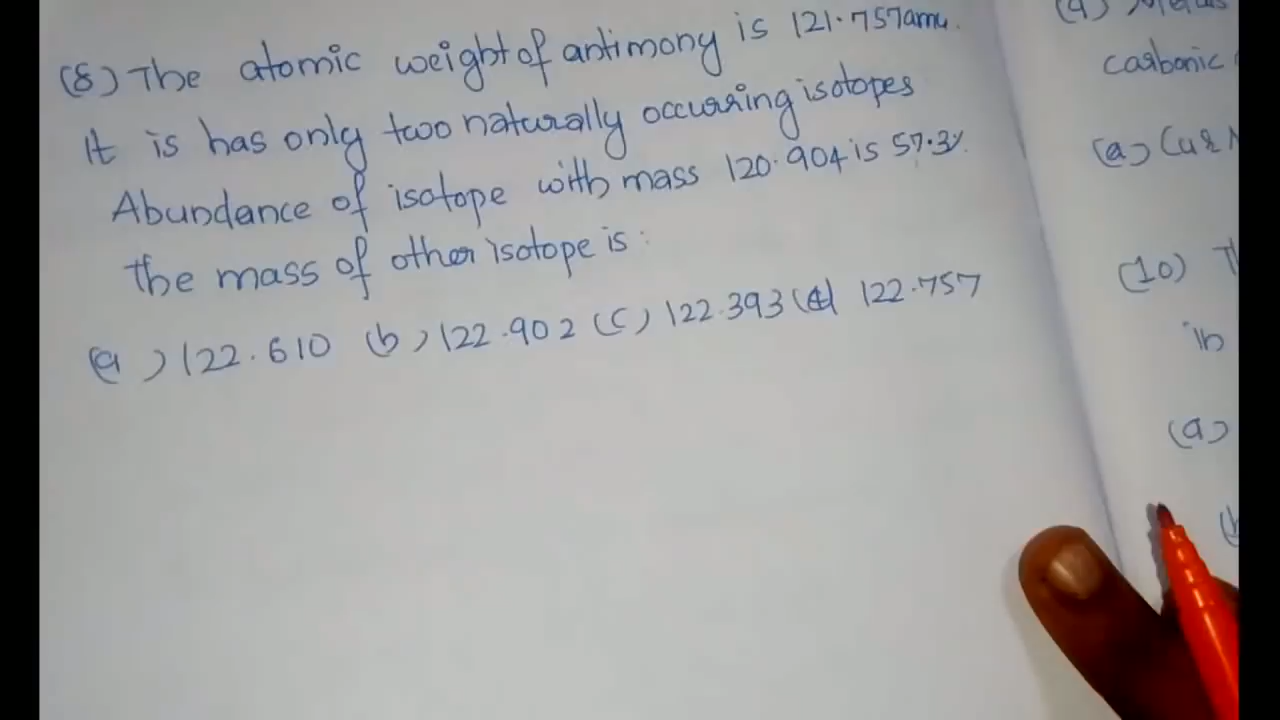 (8) The atomic weight of antimony is 121.757amu.
It is has only two naturally occurring isotopes
Abundance of isotope with mass 120.904 is 57.3%
the mass of other isotope is :
(a) 122.610 (b) 122.902 (c) 122.393 (d) 122.757
(9)
carbonic
(a) Cu &
(10)
in
(a)